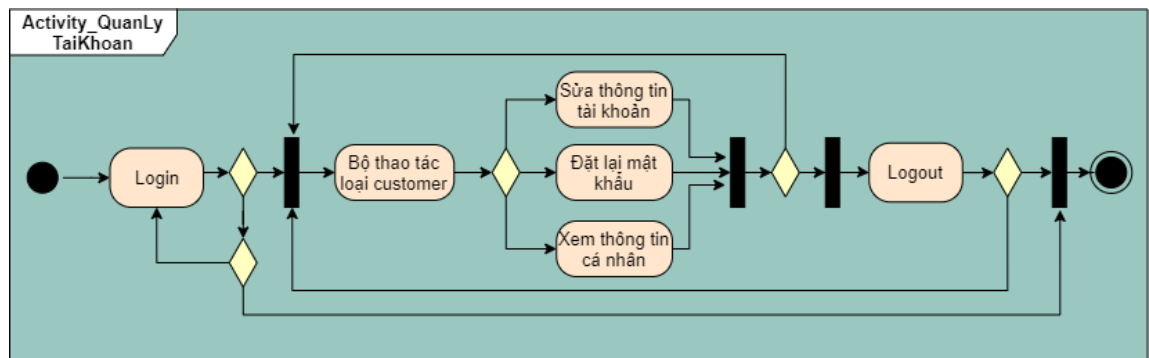 Activity_QuanLy
TaiKhoan
Login
Bộ thao tác
loại customer
Sửa thông tin
tài khoản
Đặt lại mật
khẩu
Xem thông tin
cá nhân
Logout